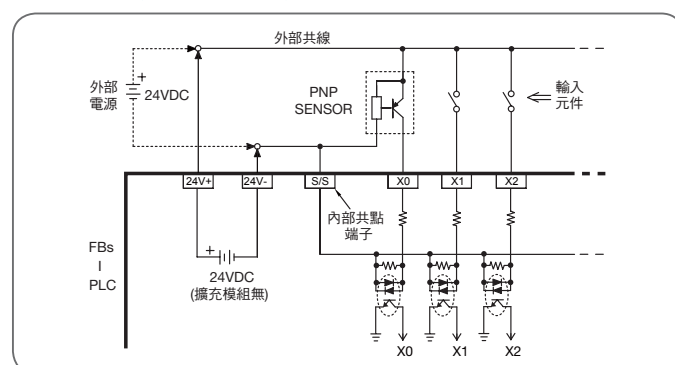 外部共線
外部
電源
+
24VDC
PNP
SENSOR
輸入
元件
24V+
24V-
S/S
X0
X1
X2
內部共點
端子
FBs
I
PLC
+
24VDC
(擴充模組無)
X0
X1
X2